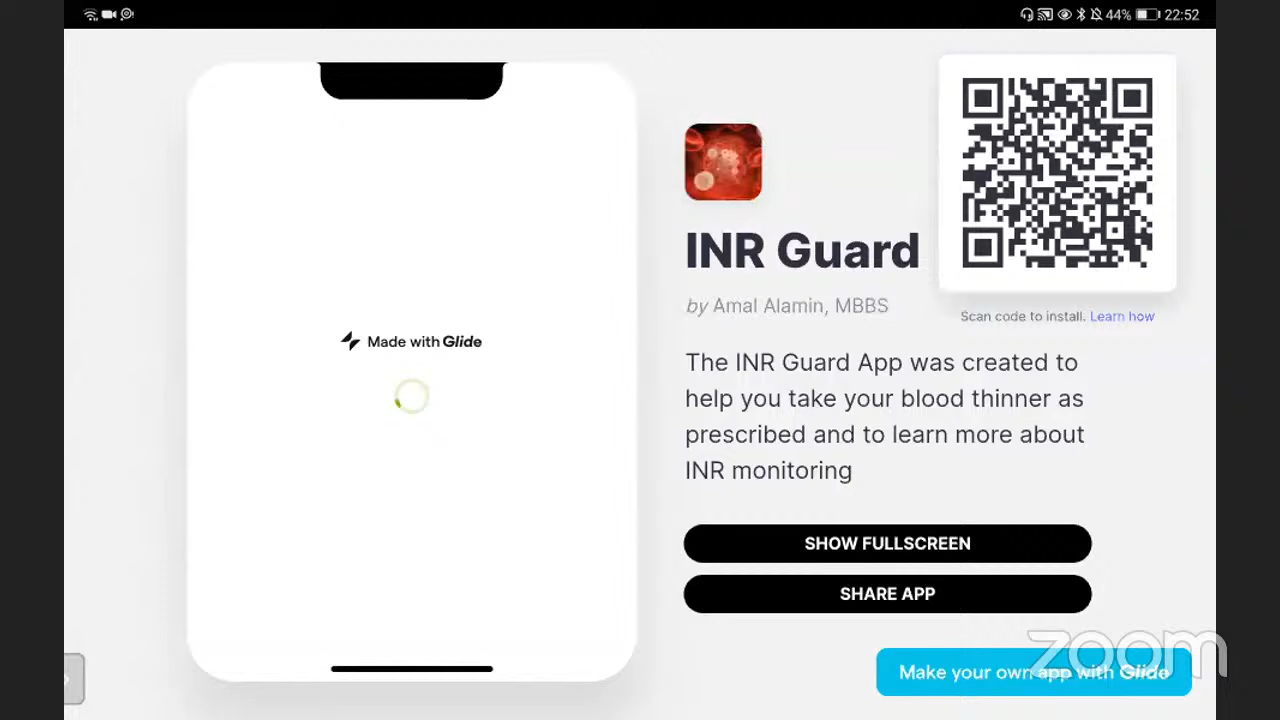 44% 22:52
Made with Glide
INR Guard
by Amal Alamin, MBBS
Scan code to install. Learn how
The INR Guard App was created to
help you take your blood thinner as
prescribed and to learn more about
INR monitoring
SHOW FULLSCREEN
SHARE APP
Make your own app with Glide
zoom